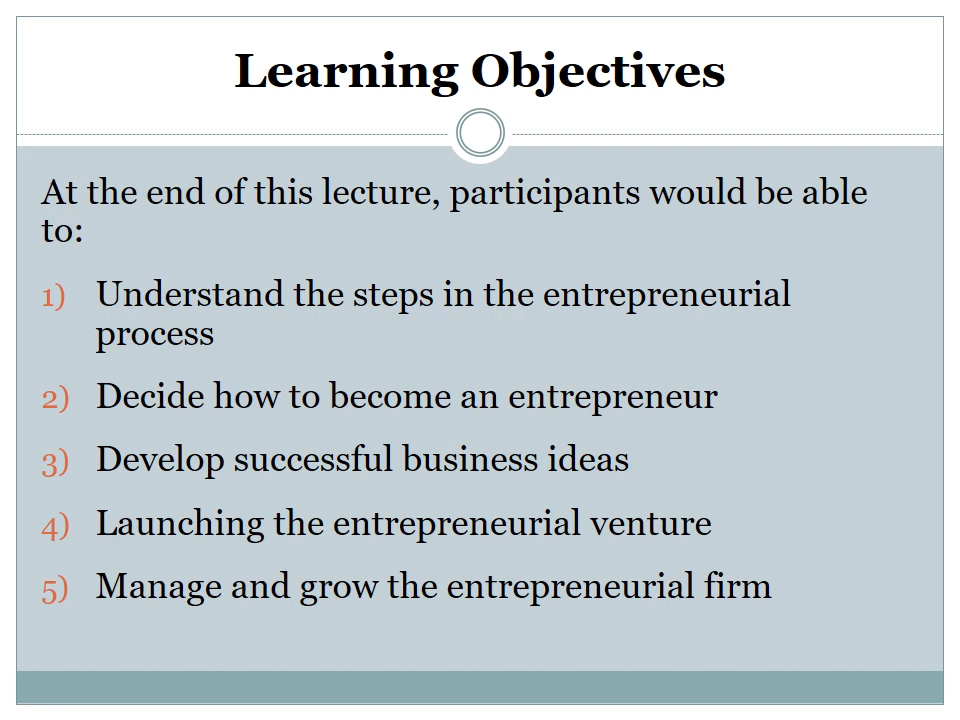 Learning Objectives
At the end of this lecture, participants would be able
to:
1) Understand the steps in the entrepreneurial
process
2) Decide how to become an entrepreneur
3) Develop successful business ideas
4) Launching the entrepreneurial venture
5) Manage and grow the entrepreneurial firm